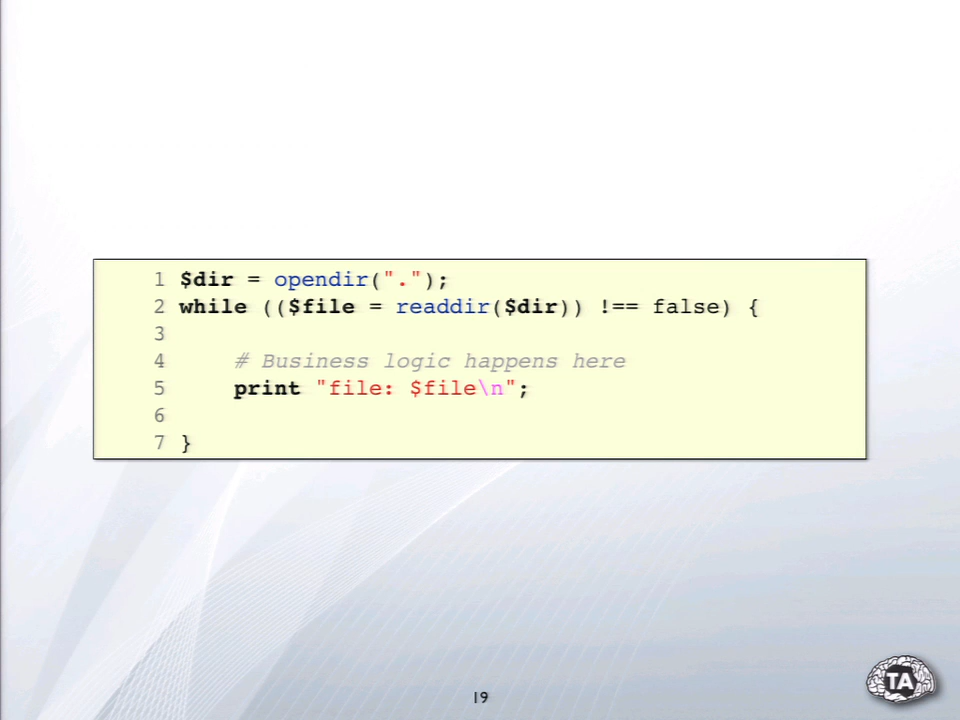 1 $dir = opendir(".");
2 while (($file = readdir($dir)) !== false) {
3
4     # Business logic happens here
5     print "file: $file\n";
6
7 }
19
TA